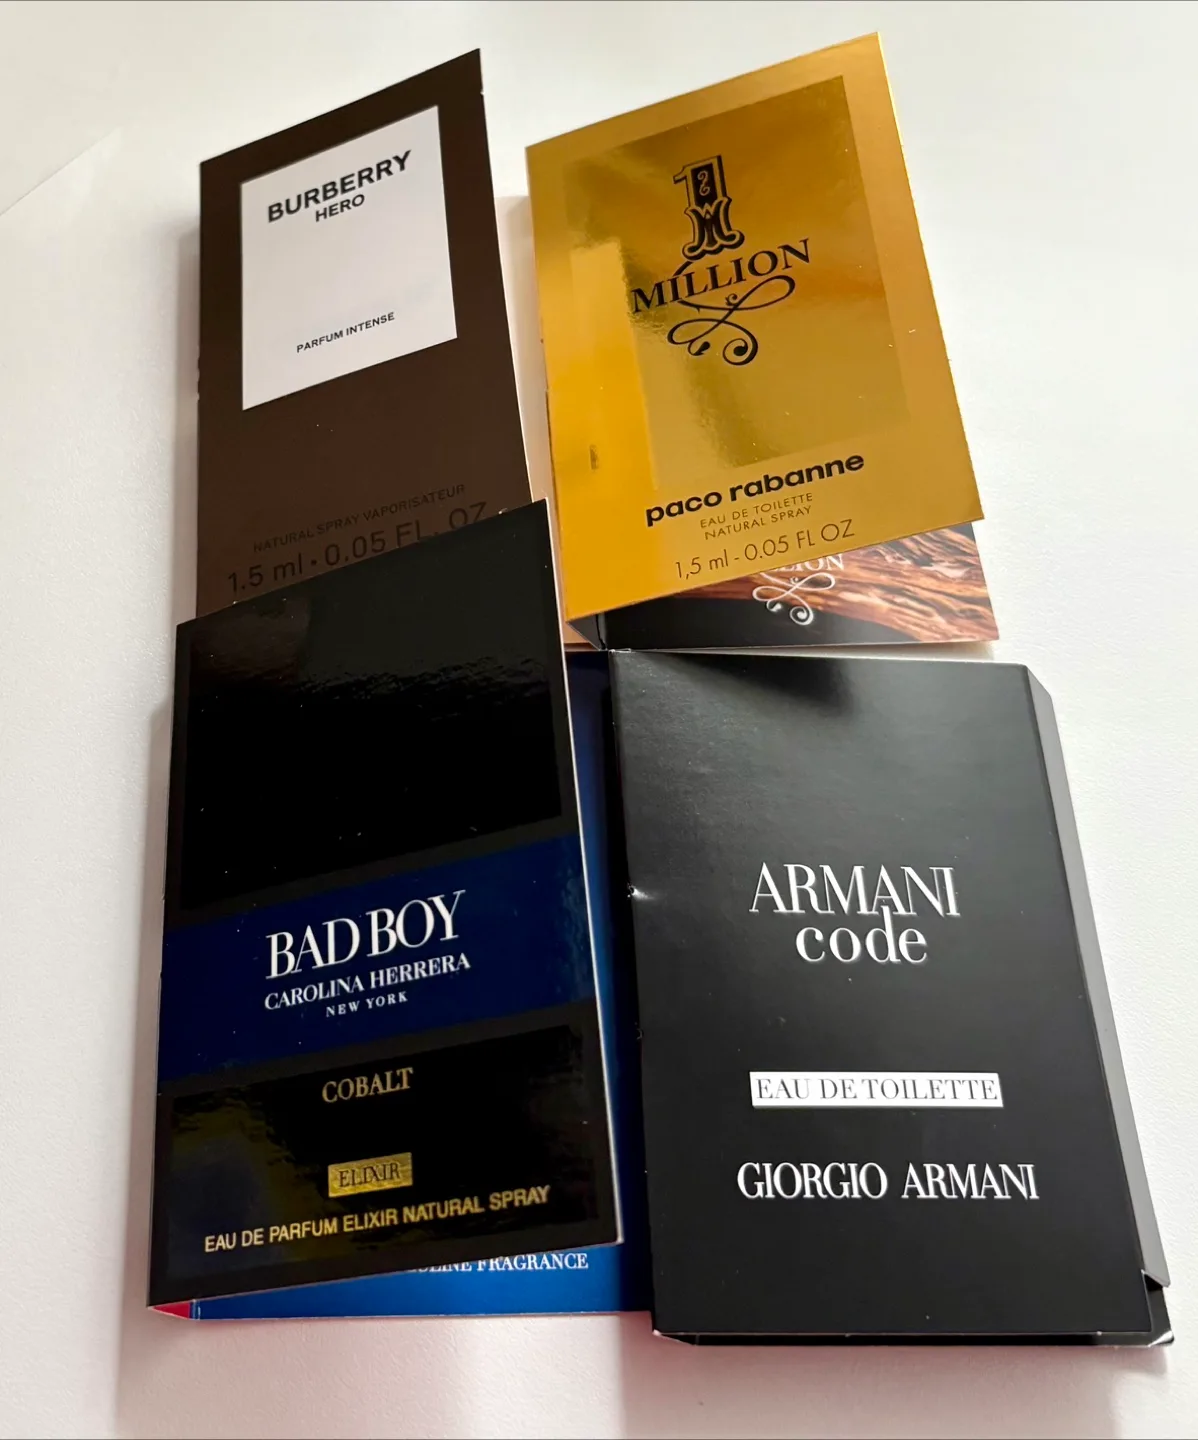 BURBERRY
HERO
PARFUM INTENSE
NATURAL SPRAY VAPORISATEUR
1.5 ml • 0.05 FL. OZ
1
MILLION
paco rabanne
EAU DE TOILETTE
NATURAL SPRAY
1,5 ml - 0.05 FL OZ
BAD BOY
CAROLINA HERRERA
NEW YORK
COBALT
ELIXIR
EAU DE PARFUM ELIXIR NATURAL SPRAY
FRAGRANCE
ARMANI
code
EAU DE TOILETTE
GIORGIO ARMANI